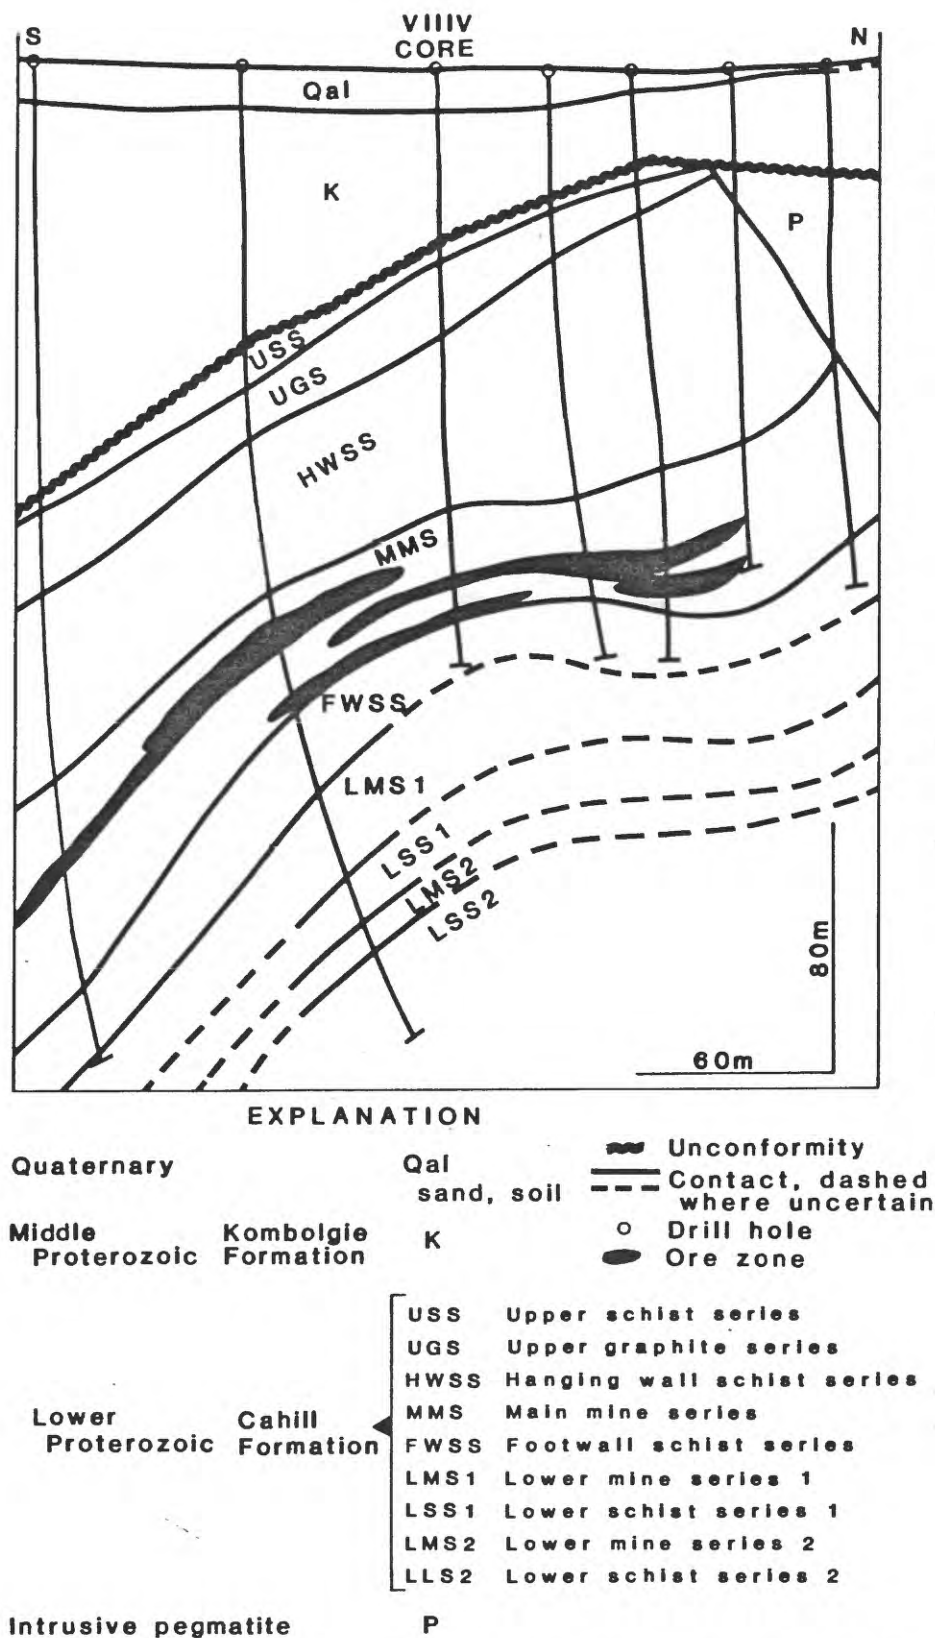 S
VIIIV
CORE
N
Qal
K
P
USS
UGS
HWSS
MMS
FWSS
LMS1
LSS1
LMS2
LSS2
80m
60m
EXPLANATION
Quaternary Qal
sand, soil
Unconformity
Contact, dashed
where uncertain
Middle
Proterozoic
Kombolgie
Formation
K
Drill hole
Ore zone
USS Upper schist series
UGS Upper graphite series
HWSS Hanging wall schist series
MMS Main mine series
Lower
Proterozoic
Cahill
Formation
FWSS Footwall schist series
LMS1 Lower mine series 1
LSS1 Lower schist series 1
LMS2 Lower mine series 2
LLS2 Lower schist series 2
Intrusive pegmatite P